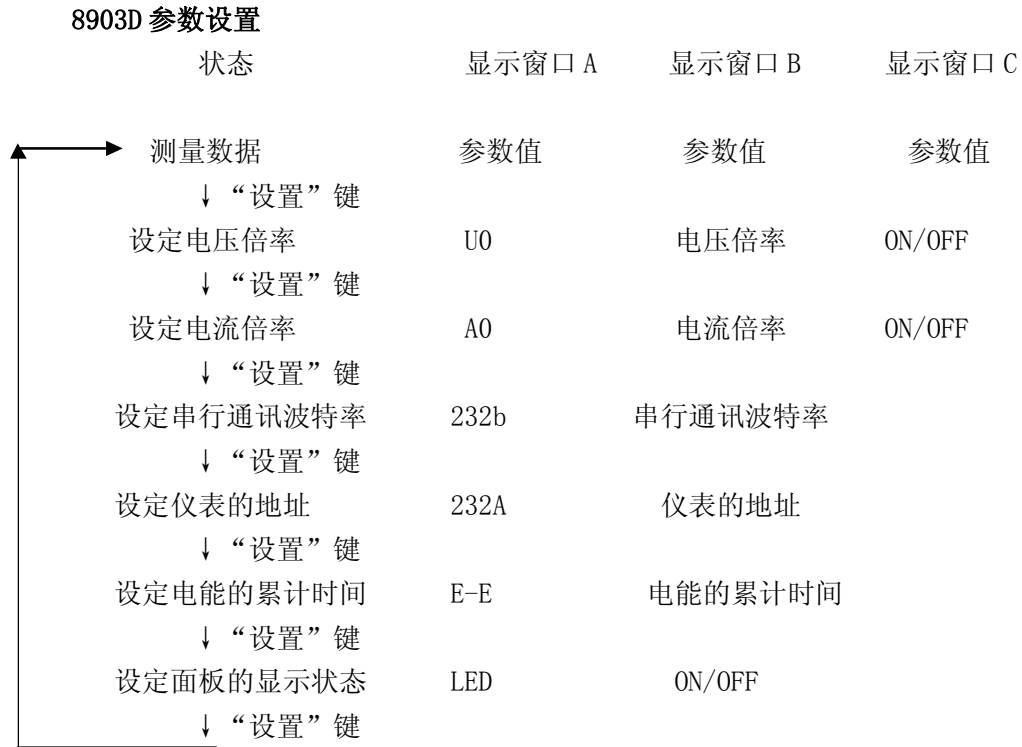 8903D 参数设置
状态 显示窗口 A 显示窗口 B 显示窗口 C
测量数据 参数值 参数值 参数值
↓“设置”键
设定电压倍率 U0 电压倍率 ON/OFF
↓“设置”键
设定电流倍率 A0 电流倍率 ON/OFF
↓“设置”键
设定串行通讯波特率 232b 串行通讯波特率
↓“设置”键
设定仪表的地址 232A 仪表的地址
↓“设置”键
设定电能的累计时间 E-E 电能的累计时间
↓“设置”键
设定面板的显示状态 LED ON/OFF
↓“设置”键